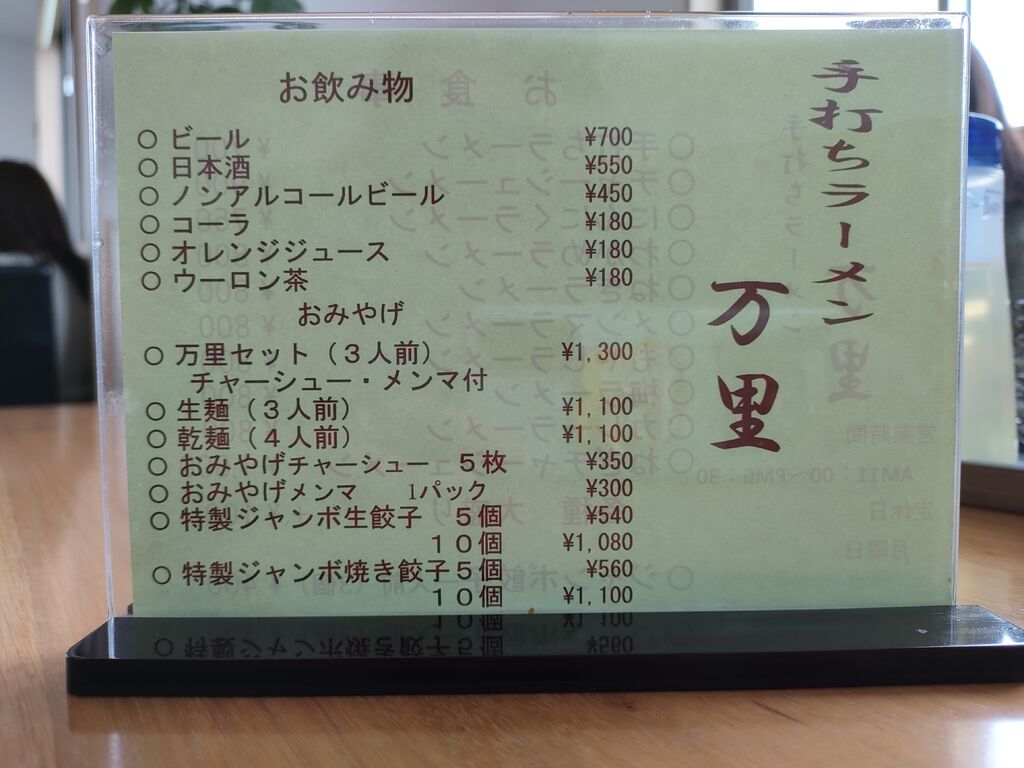 手打ちラーメン
万里
お飲み物
○ ビール ¥700
○ 日本酒 ¥550
○ ノンアルコールビール ¥450
○ コーラ ¥180
○ オレンジジュース ¥180
○ ウーロン茶 ¥180
おみやげ
○ 万里セット（３人前） ¥1,300
チャーシュー・メンマ付
○ 生麺（３人前） ¥1,100
○ 乾麺（４人前） ¥1,100
○ おみやげチャーシュー ５枚 ¥350
○ おみやげメンマ 1パック ¥300
○ 特製ジャンボ生餃子 ５個 ¥540
１０個 ¥1,080
○ 特製ジャンボ焼き餃子５個 ¥560
１０個 ¥1,100